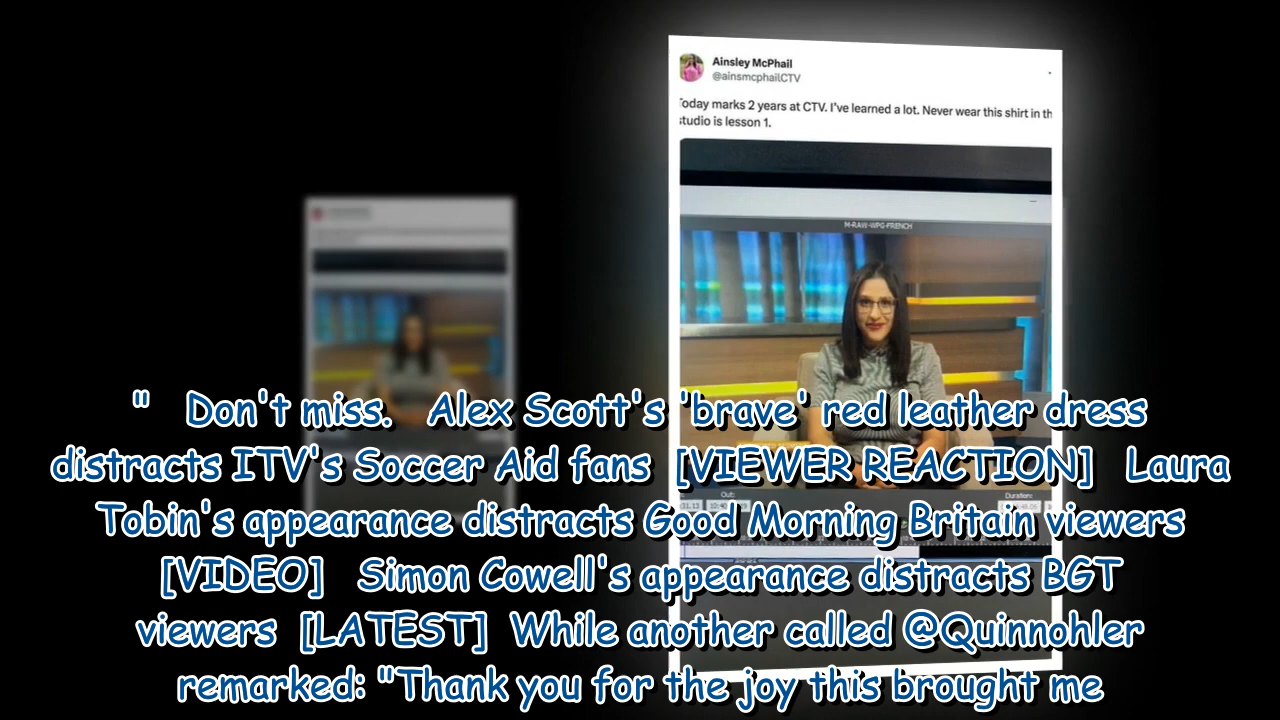 Ainsley McPhail
@ainsmcphailCTV
Today marks 2 years at CTV. I've learned a lot. Never wear this shirt in th
studio is lesson 1.
M-RAW-WPG-FRENCH
" Don't miss. Alex Scott's 'brave' red leather dress
distracts ITV's Soccer Aid fans [VIEWER REACTION] Laura
Out:
Duration:
Tobin's appearance distracts Good Morning Britain viewers
[VIDEO] Simon Cowell's appearance distracts BGT
viewers [LATEST] While another called @Quinnohler
remarked: "Thank you for the joy this brought me